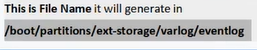 This is File Name it will generate in
/boot/partitions/ext-storage/varlog/eventlog